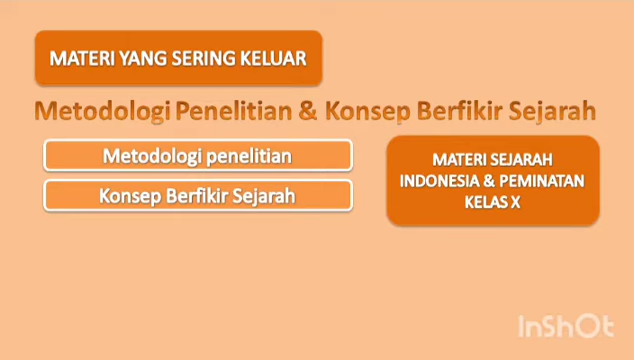 MATERI YANG SERING KELUAR
Metodologi Penelitian & Konsep Berfikir Sejarah
Metodologi penelitian
Konsep Berfikir Sejarah
MATERI SEJARAH
INDONESIA & PEMINATAN
KELAS X
InShOt